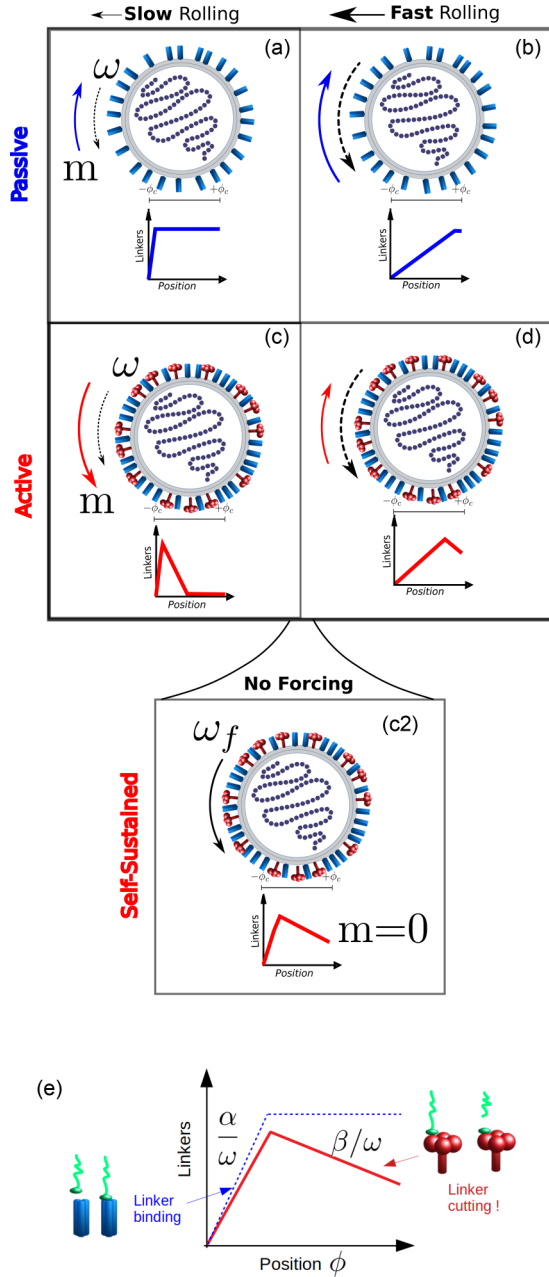 Slow Rolling
Fast Rolling
(a)
ω
m
−ϕc
+ϕc
Linkers
Position
(b)
−ϕc
+ϕc
Linkers
Position
Passive
(c)
ω
m
−ϕc
+ϕc
Linkers
Position
(d)
−ϕc
+ϕc
Linkers
Position
Active
No Forcing
(c2)
ωf
−ϕc
+ϕc
Linkers
Position
m=0
Self-Sustained
(e)
Linkers
α
ω
β/ω
Linker
binding
Linker
cutting !
Position ϕ